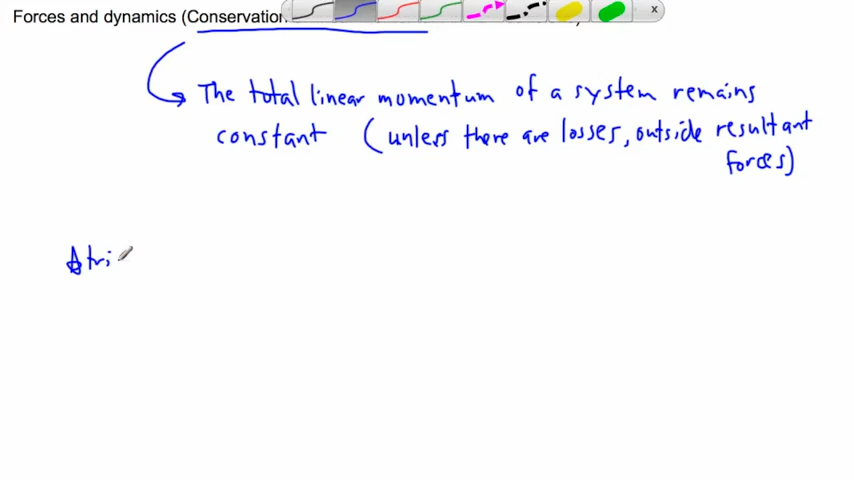 Forces and dynamics (Conservation
The total linear momentum of a system remains
constant (unless there are losses, outside resultant
forces)
x